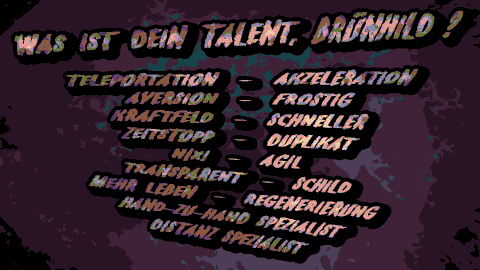 WAS IST DEIN TALENT, BRÜNHILD ?
TELEPORTATION - AKZELERATION
AVERSION - FROSTIG
KRAFTFELD - SCHNELLER
ZEITSTOPP - DUPLIKAT
NIXI - AGIL
TRANSPARENT - SCHILD
MEHR LEBEN - REGENERIERUNG
HAND-ZU-HAND SPEZIALIST
DISTANZ SPEZIALIST